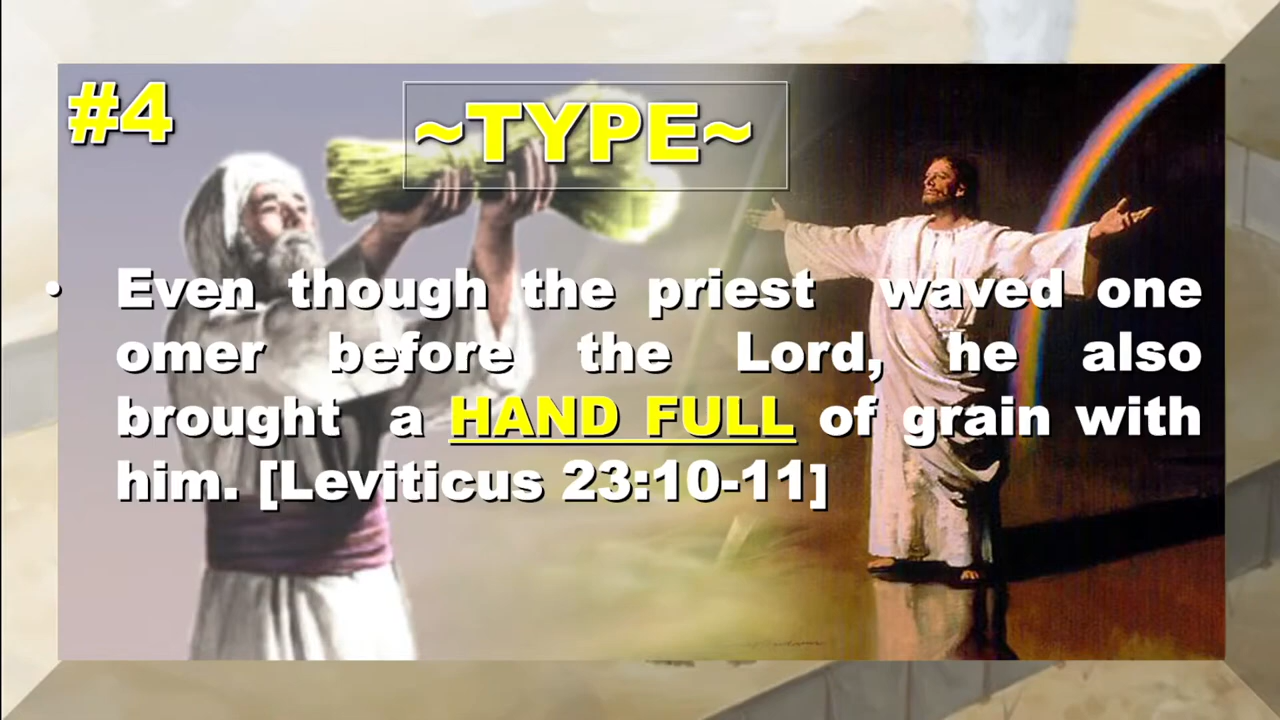 #4
~TYPE~
• Even though the priest waved one
omer before the Lord, he also
brought a HAND FULL of grain with
him. [Leviticus 23:10-11]